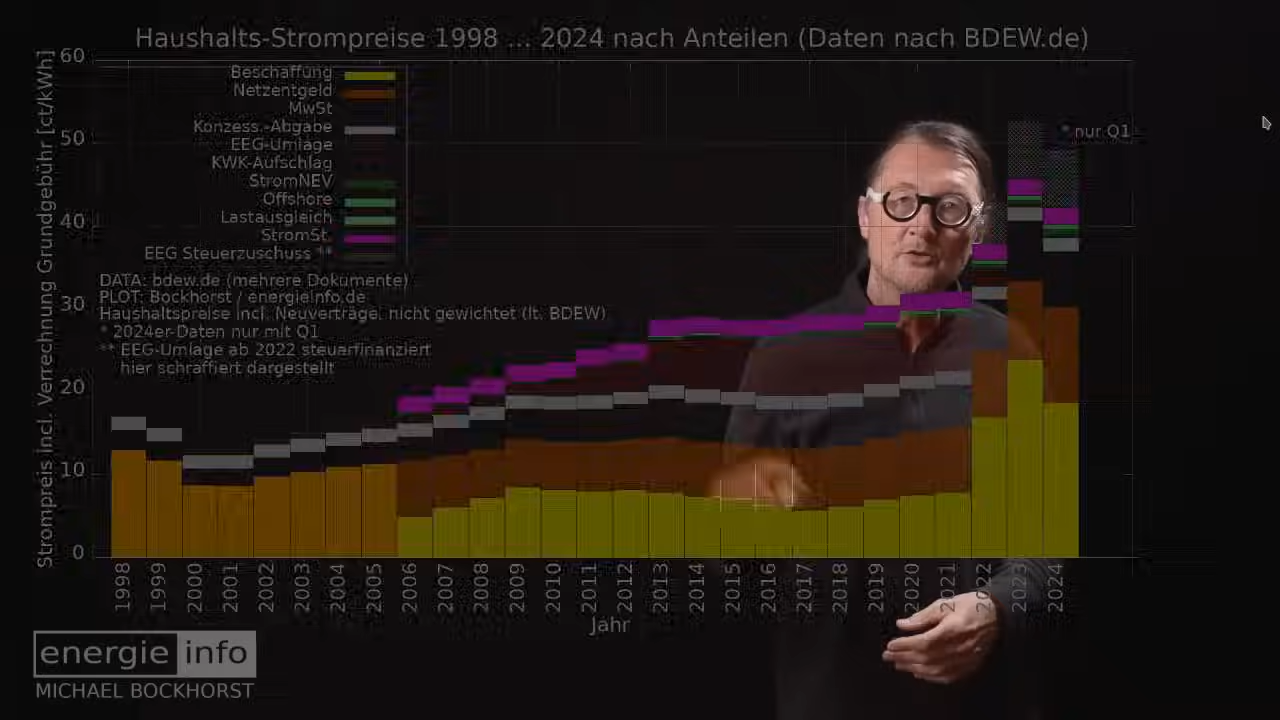 Haushalts-Strompreise 1998 ... 2024 nach Anteilen (Daten nach BDEW.de)
Strompreis incl. Verrechnung Grundgebühr [ct/kWh]
60
50
40
30
20
10
0
Beschaffung
Netzentgeld
MwSt
Konzess.-Abgabe
EEG-Umlage
KWK-Aufschlag
StromNEV
Offshore
Lastausgleich
StromSt.
EEG Steuerzuschuss **
* nur Q1
DATA: bdew.de (mehrere Dokumente)
PLOT: Bockhorst / energieinfo.de
Haushaltspreise incl. Neuverträge, nicht gewichtet (lt. BDEW)
* 2024er-Daten nur mit Q1
** EEG-Umlage ab 2022 steuerfinanziert
hier schraffiert dargestellt
1998 1999 2000 2001 2002 2003 2004 2005 2006 2007 2008 2009 2010 2011 2012 2013 2014 2015 2016 2017 2018 2019 2020 2021 2022 2023 2024
Jahr
energie info
MICHAEL BOCKHORST